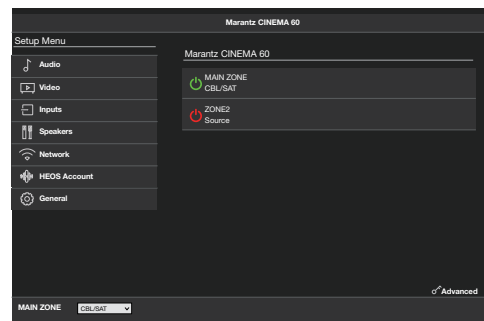 Marantz CINEMA 60
Setup Menu
Marantz CINEMA 60
Audio
Video
Inputs
Speakers
Network
HEOS Account
General
MAIN ZONE
CBL/SAT
ZONE2
Source
Advanced
MAIN ZONE CBL/SAT